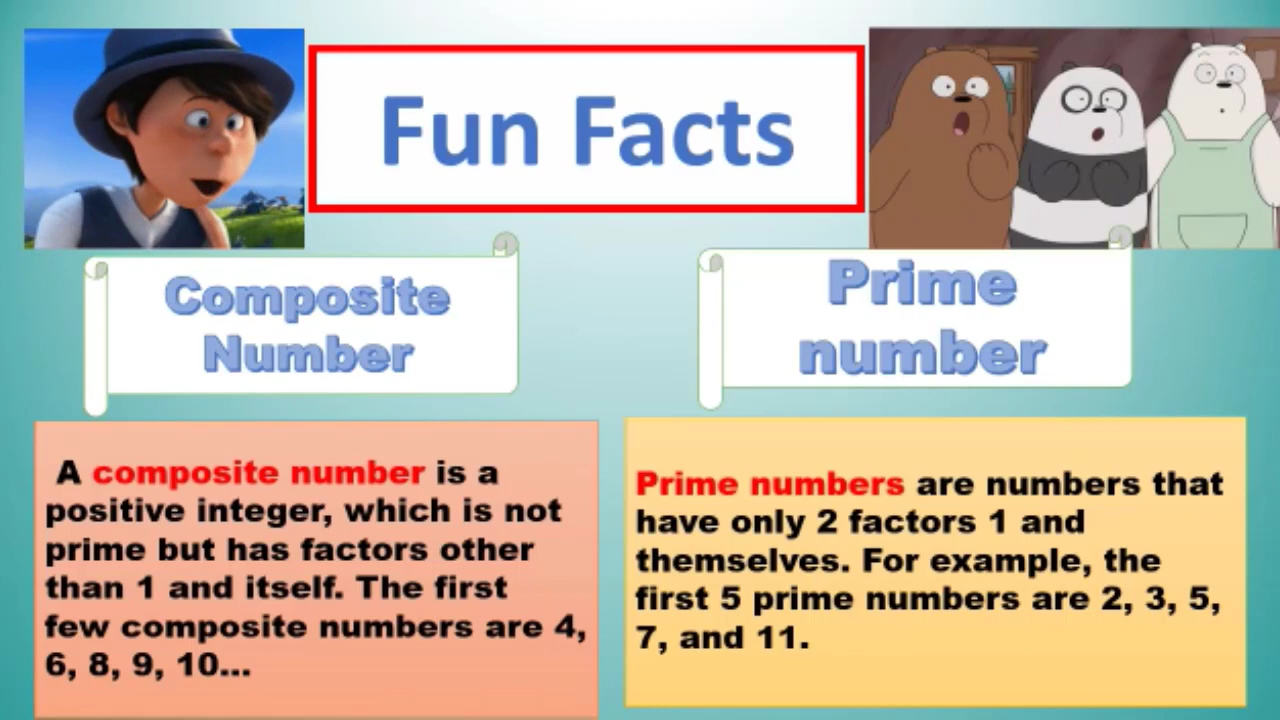 Fun Facts
Composite
Number
Prime
number
A composite number is a
positive integer, which is not
prime but has factors other
than 1 and itself. The first
few composite numbers are 4,
6, 8, 9, 10...
Prime numbers are numbers that
have only 2 factors 1 and
themselves. For example, the
first 5 prime numbers are 2, 3, 5,
7, and 11.